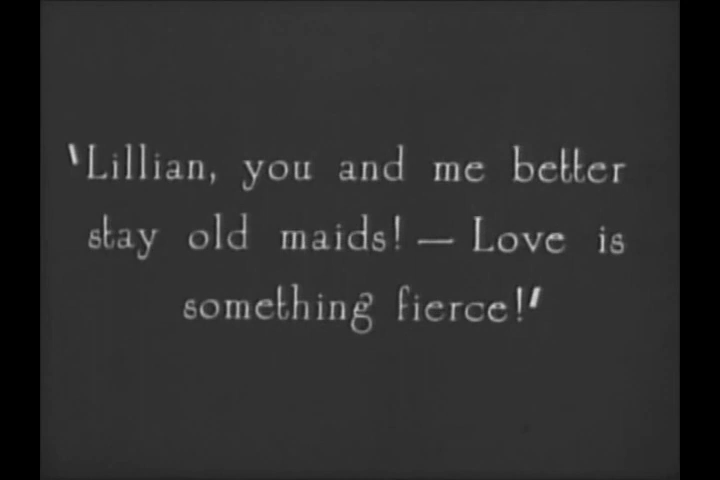 "Lillian, you and me better
stay old maids! — Love is
something fierce!"